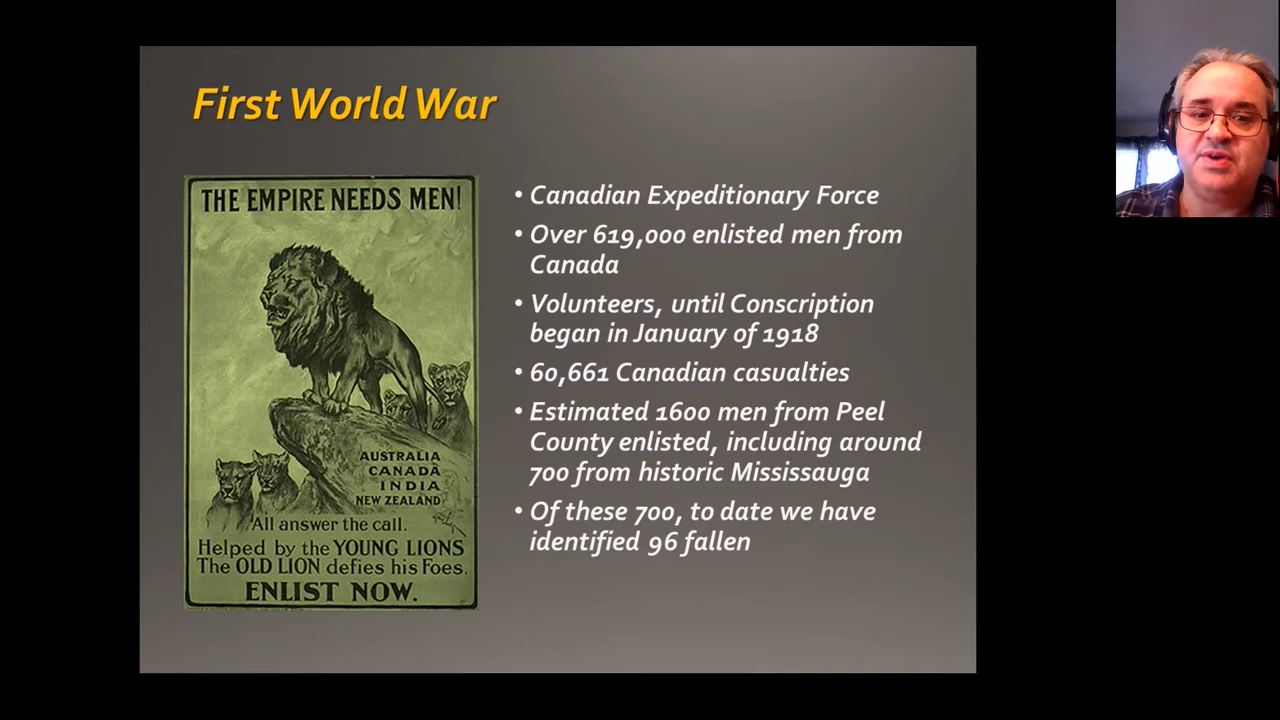 First World War
THE EMPIRE NEEDS MEN!
AUSTRALIA
CANADA
INDIA
NEW ZEALAND
All answer the call.
Helped by the YOUNG LIONS
The OLD LION defies his Foes.
ENLIST NOW.
• Canadian Expeditionary Force
• Over 619,000 enlisted men from
Canada
• Volunteers, until Conscription
began in January of 1918
• 60,661 Canadian casualties
• Estimated 1600 men from Peel
County enlisted, including around
700 from historic Mississauga
• Of these 700, to date we have
identified 96 fallen